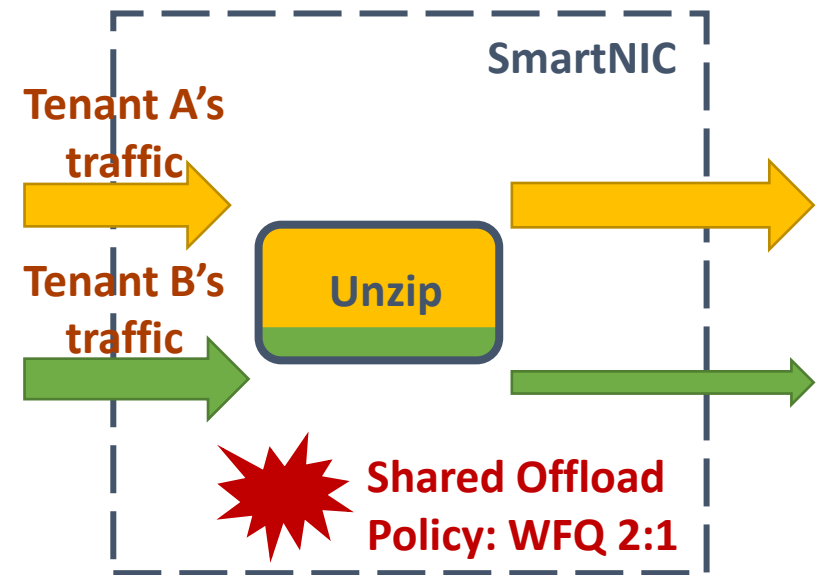 SmartNIC
Tenant A’s
traffic
Tenant B’s
traffic
Unzip
Shared Offload
Policy: WFQ 2:1